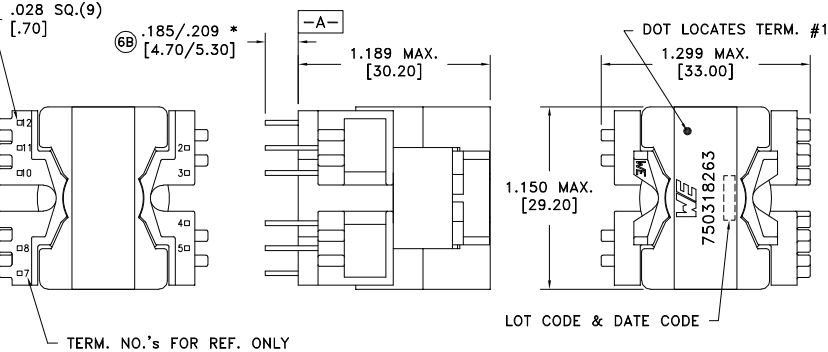 .028 SQ.(9)
[.70]
6B .185/.209 *
[4.70/5.30]
-A-
1.189 MAX.
[30.20]
DOT LOCATES TERM. #1
1.299 MAX.
[33.00]
12
11
10
8
7
2
3
4
5
1.150 MAX.
[29.20]
WE
WE
750318263
LOT CODE & DATE CODE
TERM. NO.'s FOR REF. ONLY